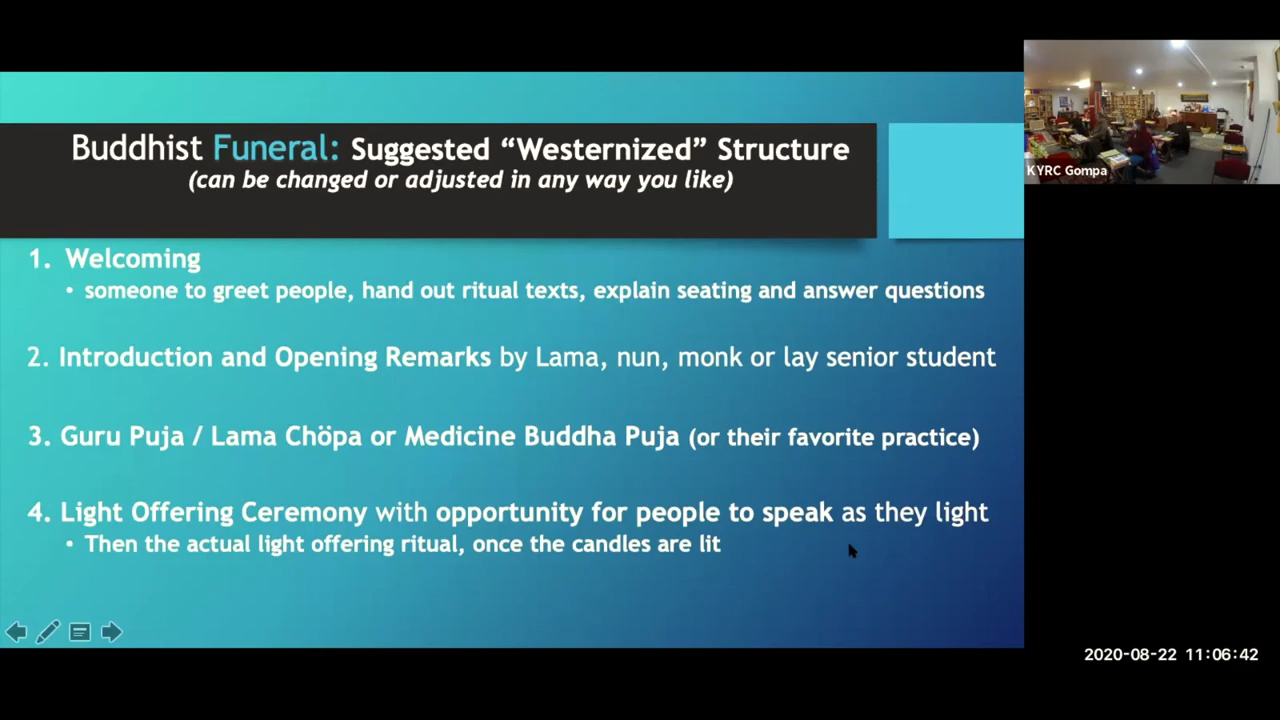 Buddhist Funeral: Suggested “Westernized” Structure
(can be changed or adjusted in any way you like)
1. Welcoming
• someone to greet people, hand out ritual texts, explain seating and answer questions
2. Introduction and Opening Remarks by Lama, nun, monk or lay senior student
3. Guru Puja / Lama Chöpa or Medicine Buddha Puja (or their favorite practice)
4. Light Offering Ceremony with opportunity for people to speak as they light
• Then the actual light offering ritual, once the candles are lit
KYRC Gompa
2020-08-22 11:06:42